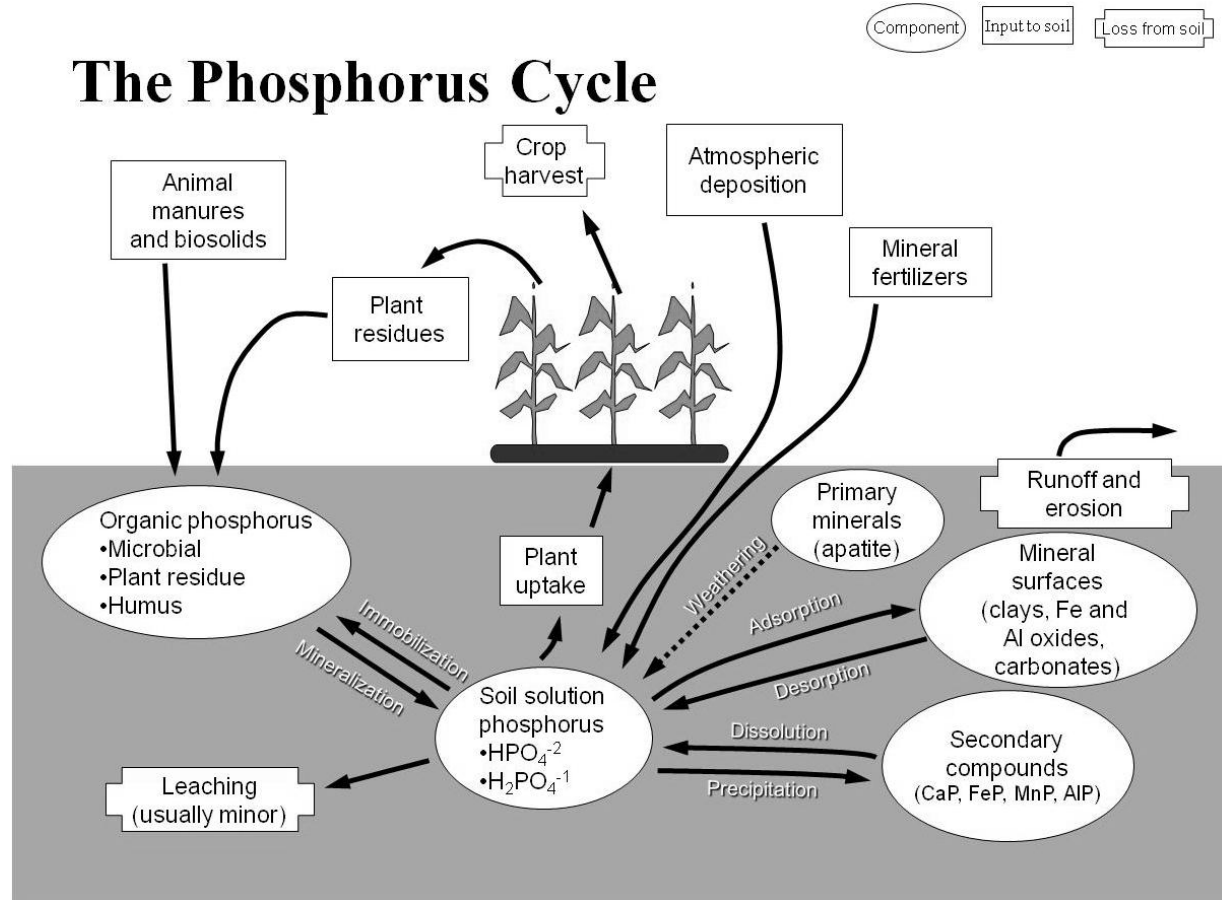 Component
Input to soil
Loss from soil
The Phosphorus Cycle
Crop
harvest
Atmospheric
deposition
Animal
manures
and biosolids
Mineral
fertilizers
Plant
residues
Runoff and
erosion
Primary
minerals
(apatite)
Organic phosphorus
•Microbial
•Plant residue
•Humus
Plant
uptake
Weathering
Mineral
surfaces
(clays, Fe and
Al oxides,
carbonates)
Adsorption
Desorption
Immobilization
Mineralization
Soil solution
phosphorus
•HPO₄⁻²
•H₂PO₄⁻¹
Dissolution
Precipitation
Secondary
compounds
(CaP, FeP, MnP, AlP)
Leaching
(usually minor)